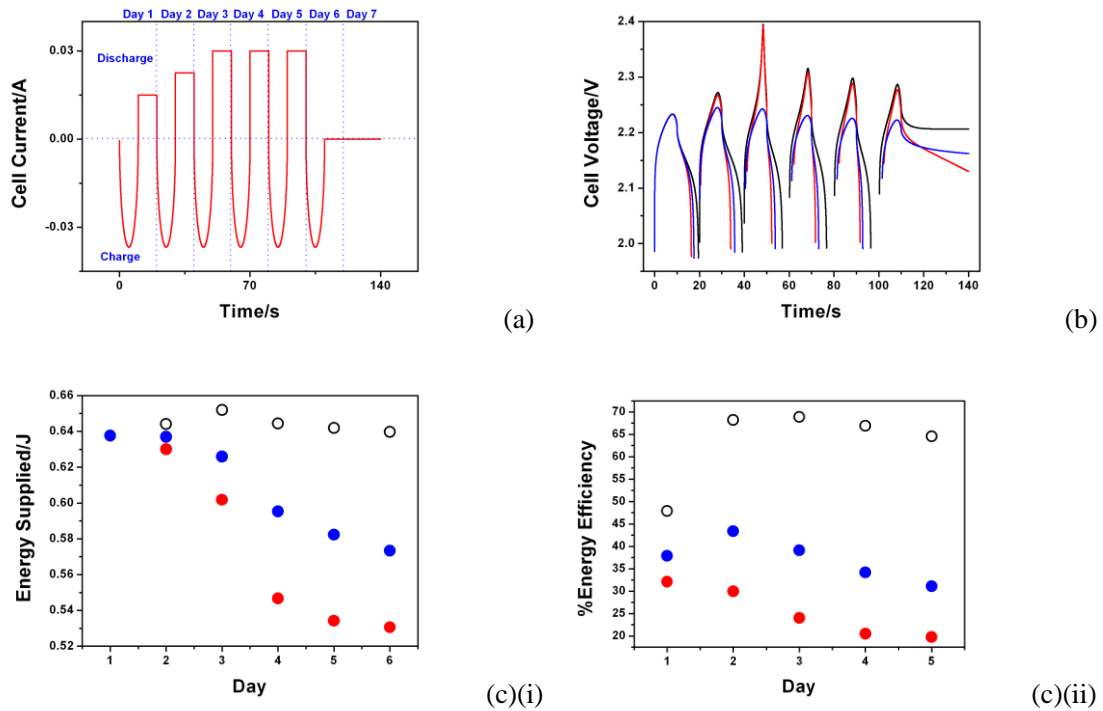 Day 1 Day 2 Day 3 Day 4 Day 5 Day 6 Day 7
0.03
0.00
-0.03
Discharge
Charge
Cell Current/A
0 70 140
Time/s
(a)
2.4
2.3
2.2
2.1
2.0
Cell Voltage/V
0 20 40 60 80 100 120 140
Time/s
(b)
0.66
0.64
0.62
0.60
0.58
0.56
0.54
0.52
Energy Supplied/J
1 2 3 4 5 6
Day
(c)(i)
70
65
60
55
50
45
40
35
30
25
20
%Energy Efficiency
1 2 3 4 5
Day
(c)(ii)